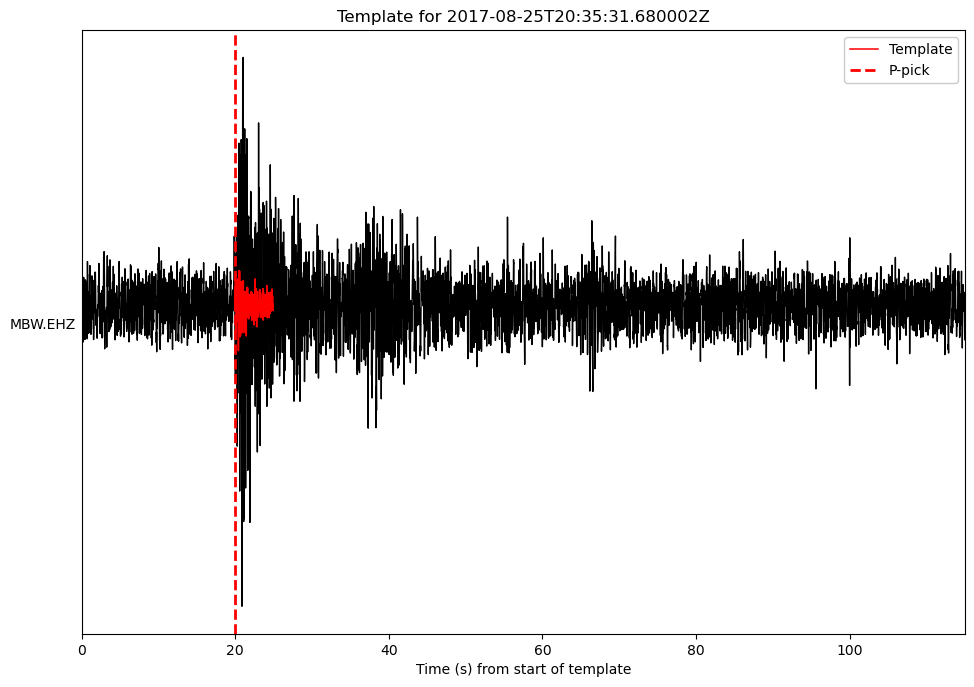 Template for 2017-08-25T20:35:31.680002Z
Template
P-pick
MBW.EHZ
0 20 40 60 80 100
Time (s) from start of template